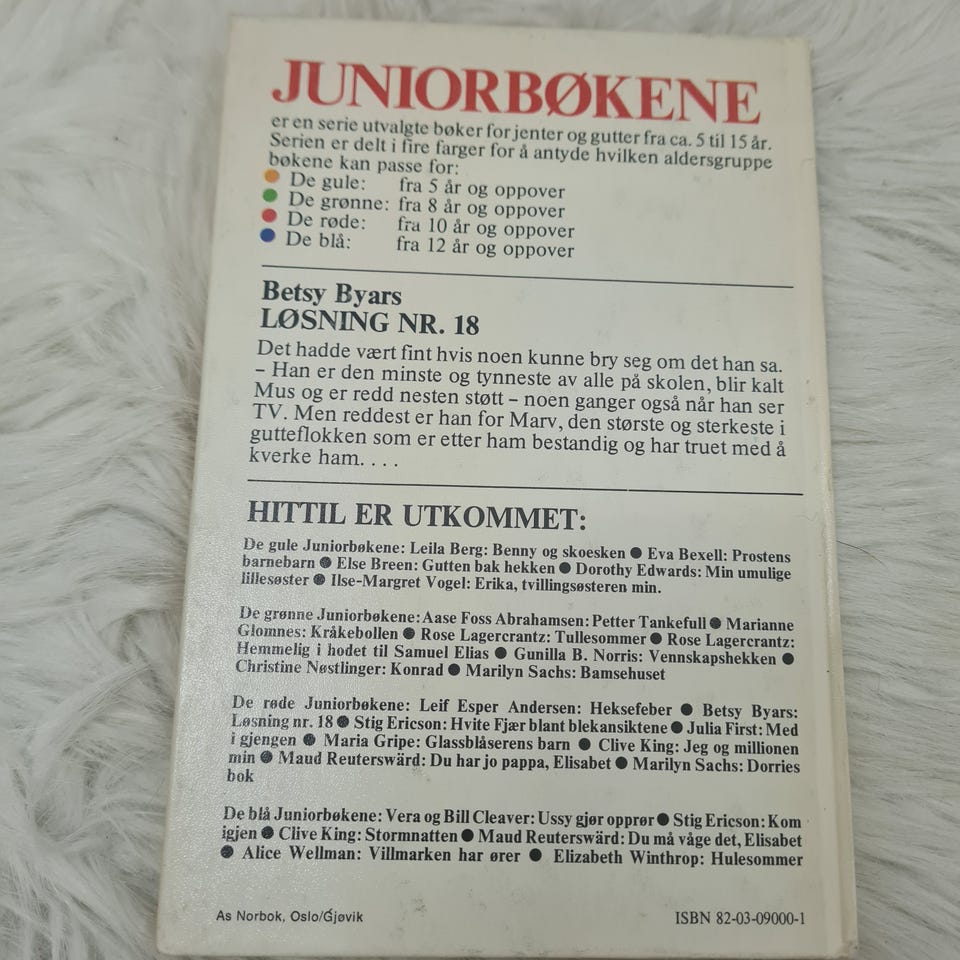 JUNIORBØKENE
er en serie utvalgte bøker for jenter og gutter fra ca. 5 til 15 år.
Serien er delt i fire farger for å antyde hvilken aldersgruppe
bøkene kan passe for:
De gule: fra 5 år og oppover
De grønne: fra 8 år og oppover
De røde: fra 10 år og oppover
De blå: fra 12 år og oppover
Betsy Byars
LØSNING NR. 18
Det hadde vært fint hvis noen kunne bry seg om det han sa.
– Han er den minste og tynneste av alle på skolen, blir kalt
Mus og er redd nesten støtt – noen ganger også når han ser
TV. Men reddest er han for Marv, den største og sterkeste i
gutteflokken som er etter ham bestandig og har truet med å
kverke ham. . . .
HITTIL ER UTKOMMET:
De gule Juniorbøkene: Leila Berg: Benny og skoesken ● Eva Bexell: Prostens
barnebarn ● Else Breen: Gutten bak hekken ● Dorothy Edwards: Min umulige
lillesøster ● Ilse-Margret Vogel: Erika, tvillingsøsteren min.
De grønne Juniorbøkene: Aase Foss Abrahamsen: Petter Tankefull ● Marianne
Glomnes: Kråkebollen ● Rose Lagercrantz: Tullesommer ● Rose Lagercrantz:
Hemmelig i hodet til Samuel Elias ● Gunilla B. Norris: Vennskapshekken ●
Christine Nøstlinger: Konrad ● Marilyn Sachs: Bamsehuset
De røde Juniorbøkene: Leif Esper Andersen: Heksefeber ● Betsy Byars:
Løsning nr. 18 ● Stig Ericson: Hvite Fjær blant blekansiktene ● Julia First: Med
i gjengen ● Maria Gripe: Glassblåserens barn ● Clive King: Jeg og millionen
min ● Maud Reuterswärd: Du har jo pappa, Elisabet ● Marilyn Sachs: Dorries
bok
De blå Juniorbøkene: Vera og Bill Cleaver: Ussy gjør opprør ● Stig Ericson: Kom
igjen ● Clive King: Stormnatten ● Maud Reuterswärd: Du må våge det, Elisabet
● Alice Wellman: Villmarken har ører ● Elizabeth Winthrop: Hulesommer
As Norbok, Oslo/Gjøvik
ISBN 82-03-09000-1